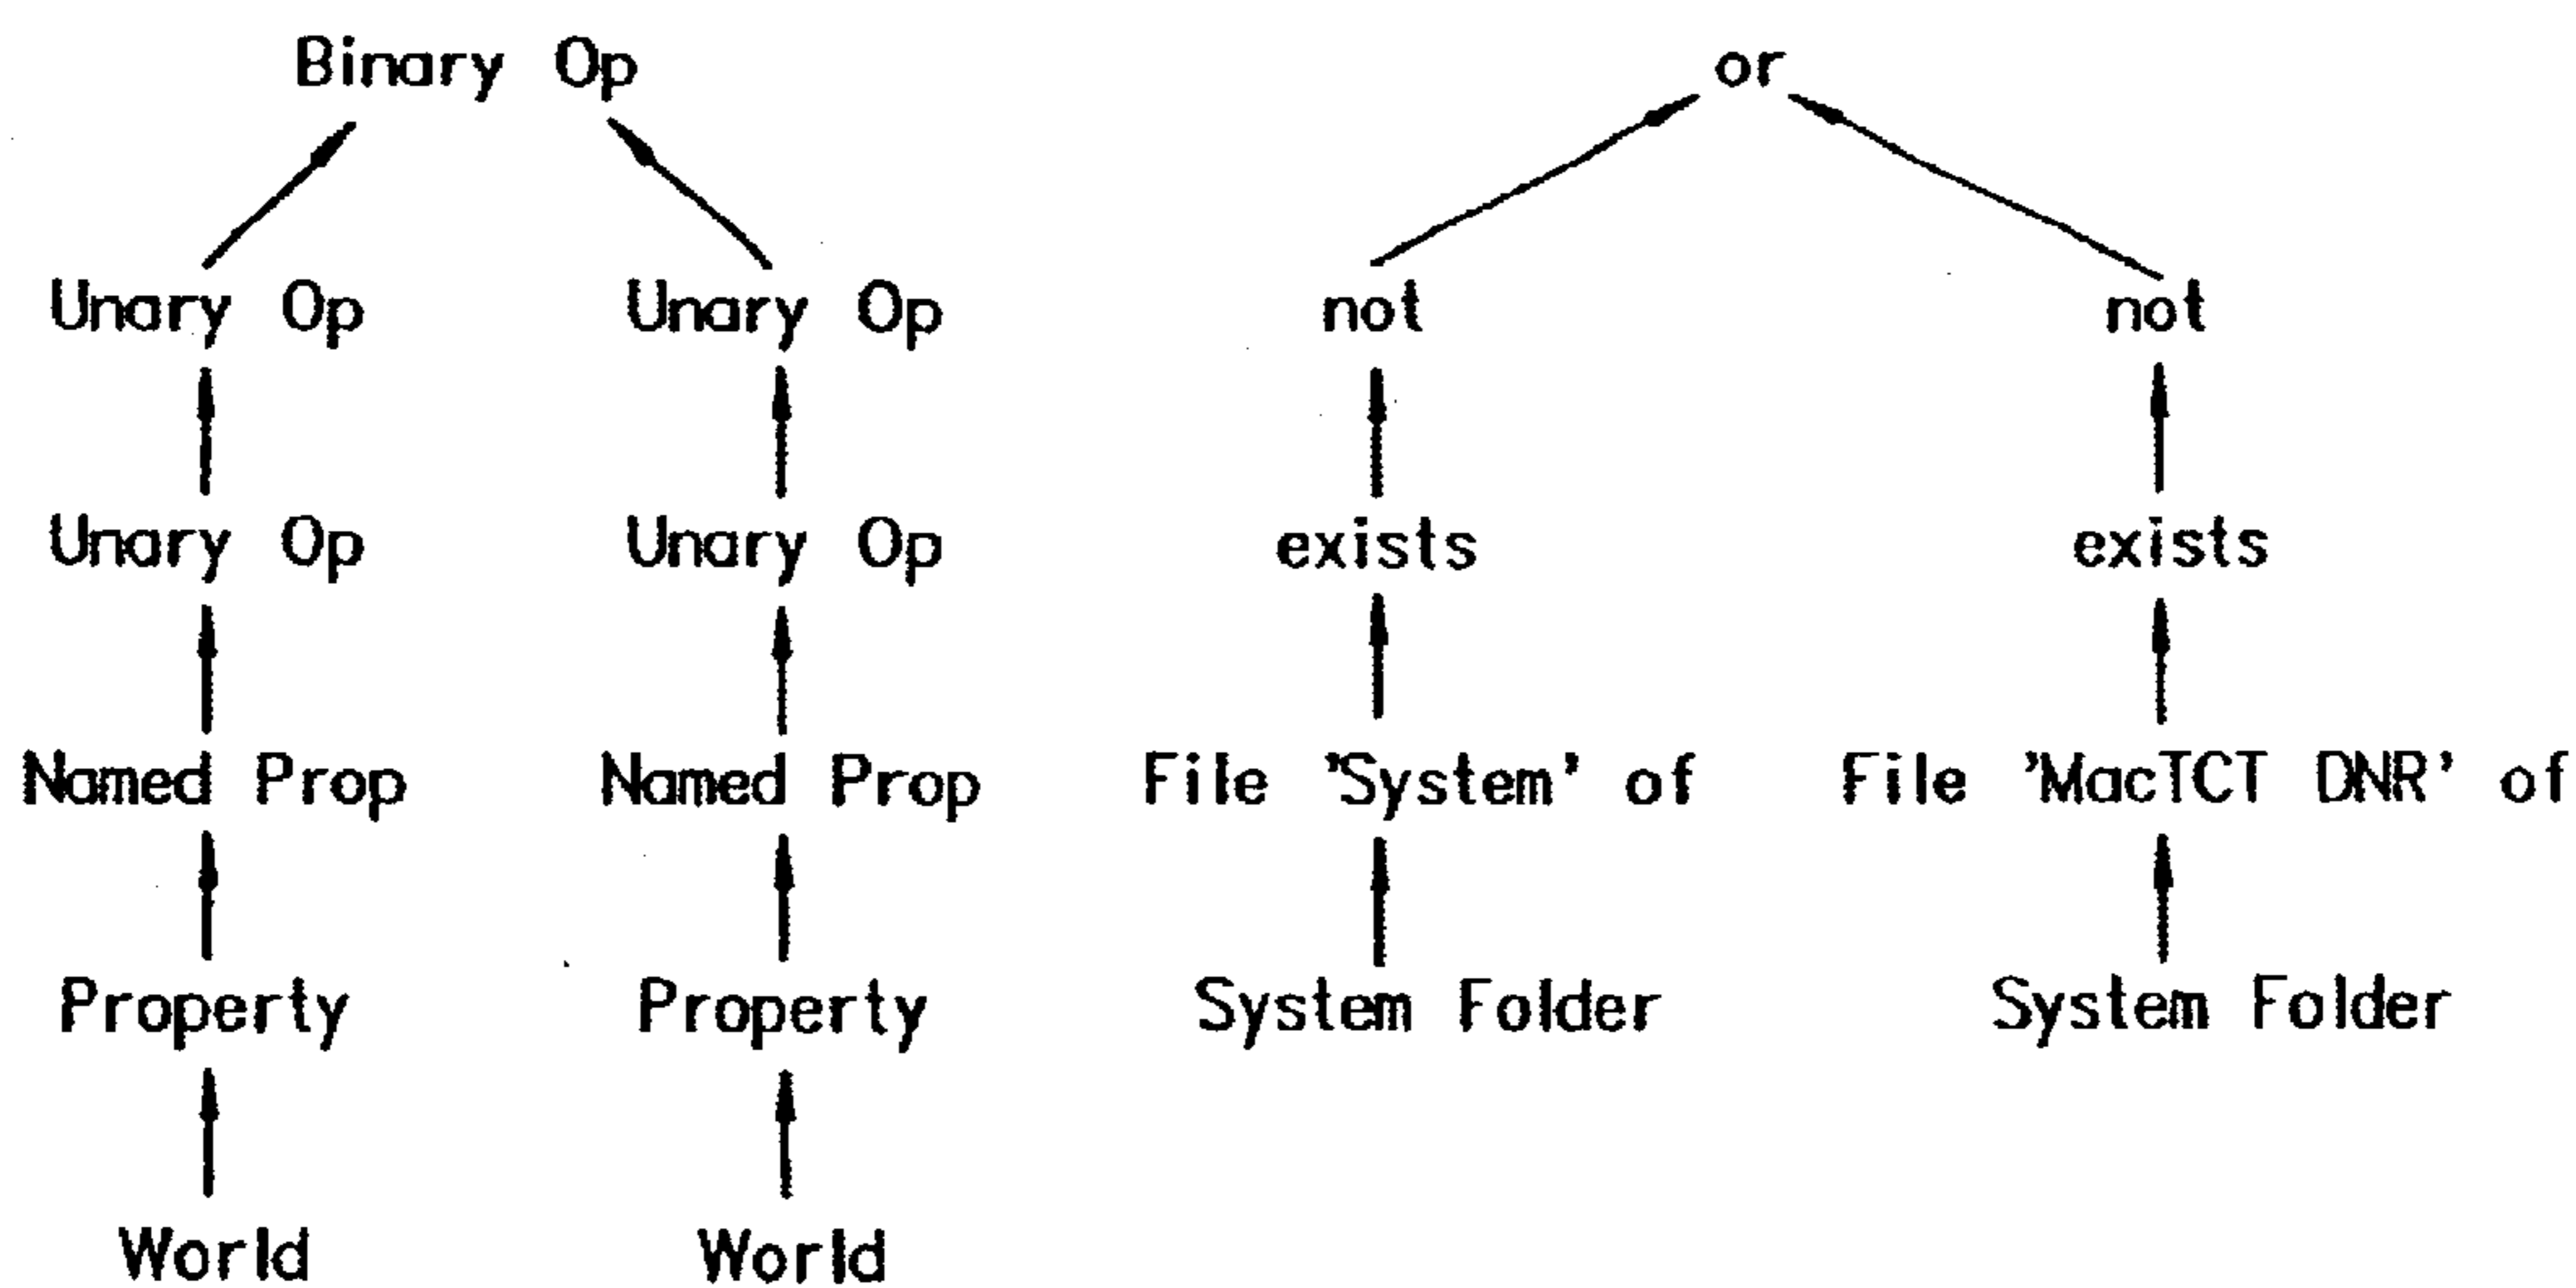 Binary Op or
Unary Op Unary Op not not
Unary Op Unary Op exists exists
Named Prop Named Prop File 'System' of File 'MacTCT DNR' of
Property Property System Folder System Folder
World World